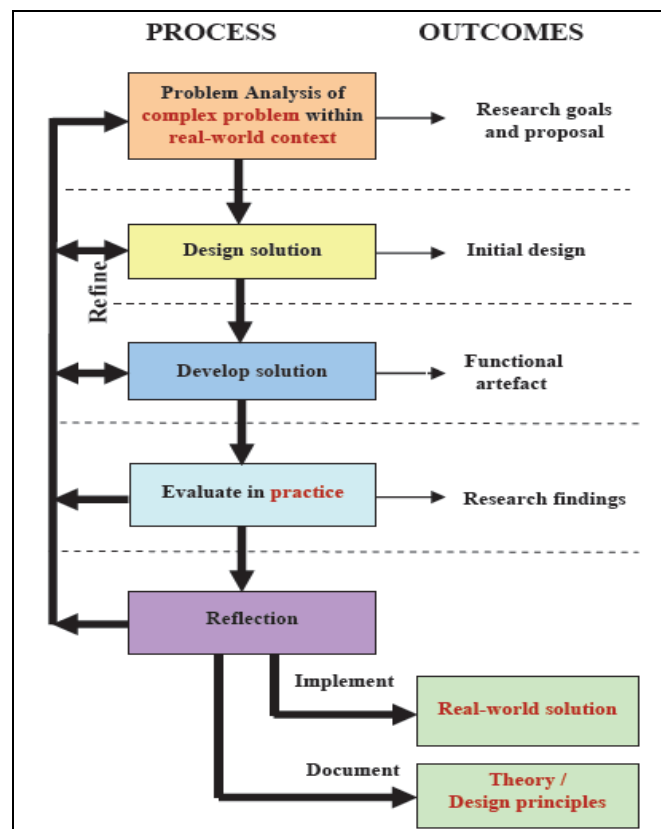 PROCESS
OUTCOMES
Problem Analysis of
complex problem within
real-world context
Research goals
and proposal
Design solution
Initial design
Refine
Develop solution
Functional
artefact
Evaluate in practice
Research findings
Reflection
Implement
Real-world solution
Document
Theory /
Design principles